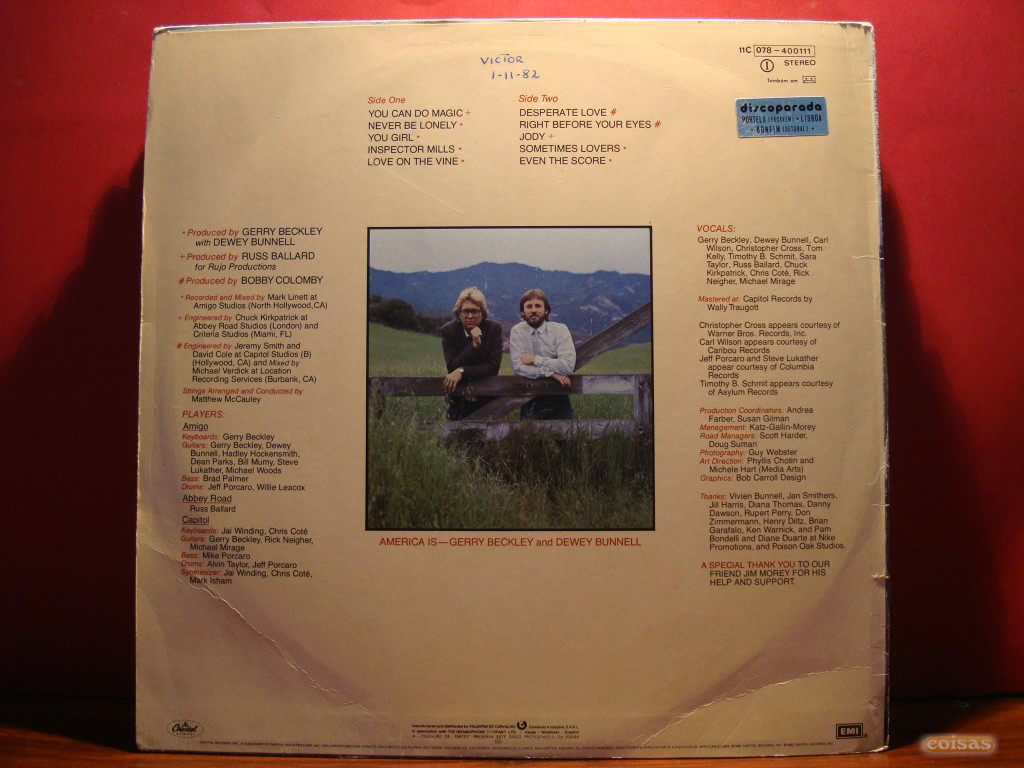 VICTOR
1-11-82
11C 078-400111
1 STEREO
Também em
discoparada
PORTELA (SACAVÉM) • LISBOA
• BONFIM (SETÚBAL) •
Side One
YOU CAN DO MAGIC +
NEVER BE LONELY *
YOU GIRL *
INSPECTOR MILLS *
LOVE ON THE VINE *
Side Two
DESPERATE LOVE #
RIGHT BEFORE YOUR EYES #
JODY +
SOMETIMES LOVERS *
EVEN THE SCORE *
* Produced by GERRY BECKLEY
with DEWEY BUNNELL
+ Produced by RUSS BALLARD
for Rujo Productions
# Produced by BOBBY COLOMBY
* Recorded and Mixed by Mark Linett at
Amigo Studios (North Hollywood, CA)
+ Engineered by Chuck Kirkpatrick at
Abbey Road Studios (London) and
Criteria Studios (Miami, FL)
# Engineered by Jeremy Smith and
David Cole at Capitol Studios (B)
(Hollywood, CA) and Mixed by
Michael Verdick at Location
Recording Services (Burbank, CA)
Strings Arranged and Conducted by
Matthew McCauley
PLAYERS:
Amigo
Keyboards: Gerry Beckley
Guitars: Gerry Beckley, Dewey
Bunnell, Hadley Hockensmith,
Dean Parks, Bill Mumy, Steve
Lukather, Michael Woods
Bass: Brad Palmer
Drums: Jeff Porcaro, Willie Leacox
Abbey Road
Russ Ballard
Capitol
Keyboards: Jai Winding, Chris Coté
Guitars: Gerry Beckley, Rick Neigher,
Michael Mirage
Bass: Mike Porcaro
Drums: Alvin Taylor, Jeff Porcaro
Synthesizer: Jai Winding, Chris Coté,
Mark Isham
AMERICA IS—GERRY BECKLEY and DEWEY BUNNELL
VOCALS:
Gerry Beckley, Dewey Bunnell, Carl
Wilson, Christopher Cross, Tom
Kelly, Timothy B. Schmit, Sara
Taylor, Russ Ballard, Chuck
Kirkpatrick, Chris Coté, Rick
Neigher, Michael Mirage
Mastered at: Capitol Records by
Wally Traugott
Christopher Cross appears courtesy of
Warner Bros. Records, Inc.
Carl Wilson appears courtesy of
Caribou Records
Jeff Porcaro and Steve Lukather
appear courtesy of Columbia
Records
Timothy B. Schmit appears courtesy
of Asylum Records
Production Coordinators: Andrea
Farber, Susan Gilman
Management: Katz-Gallin-Morey
Road Managers: Scott Harder,
Doug Suman
Photography: Guy Webster
Art Direction: Phyllis Chotin and
Michele Hart (Media Arts)
Graphics: Bob Carroll Design
Thanks: Vivien Bunnell, Jan Smithers,
Jill Harris, Diana Thomas, Danny
Dawson, Rupert Perry, Don
Zimmermann, Henry Diltz, Brian
Garafalo, Ken Warnick, and Pam
Bondelli and Diane Duarte at Nike
Promotions, and Poison Oak Studios.
A SPECIAL THANK YOU TO OUR
FRIEND JIM MOREY FOR HIS
HELP AND SUPPORT.
Capitol
Manufactured and distributed by VALENTIM DE CARVALHO
EMI
coisas